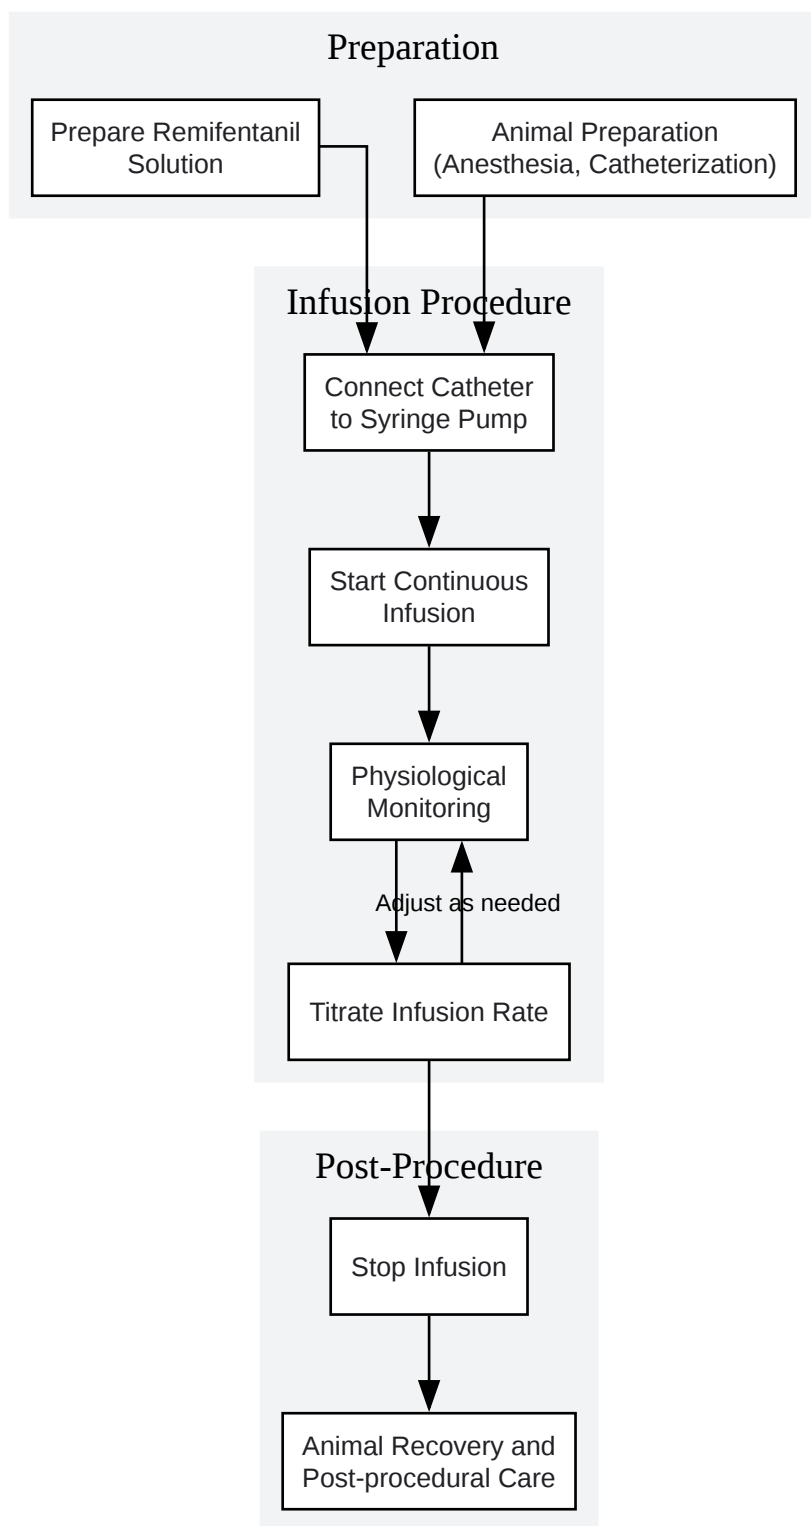 Preparation
Prepare Remifentanil
Solution
Animal Preparation
(Anesthesia, Catheterization)
Infusion Procedure
Connect Catheter
to Syringe Pump
Start Continuous
Infusion
Physiological
Monitoring
Adjust as needed
Titrate Infusion Rate
Post-Procedure
Stop Infusion
Animal Recovery and
Post-procedural Care